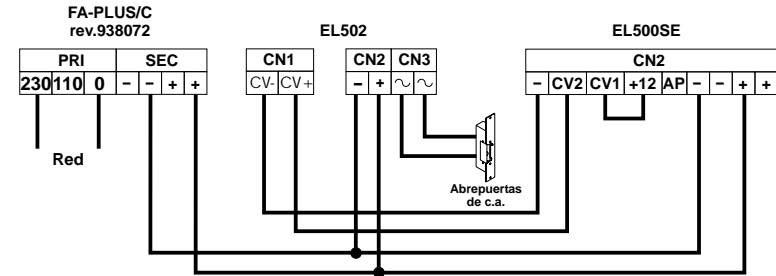 FA-PLUS/C
rev.938072
EL502
EL500SE
PRI SEC
CN1
CN2 CN3
CN2
230 110 0 – – + +
CV- CV+
– + ~ ~
– CV2 CV1 +12 AP – – + +
Red
Abrepuertas
de c.a.